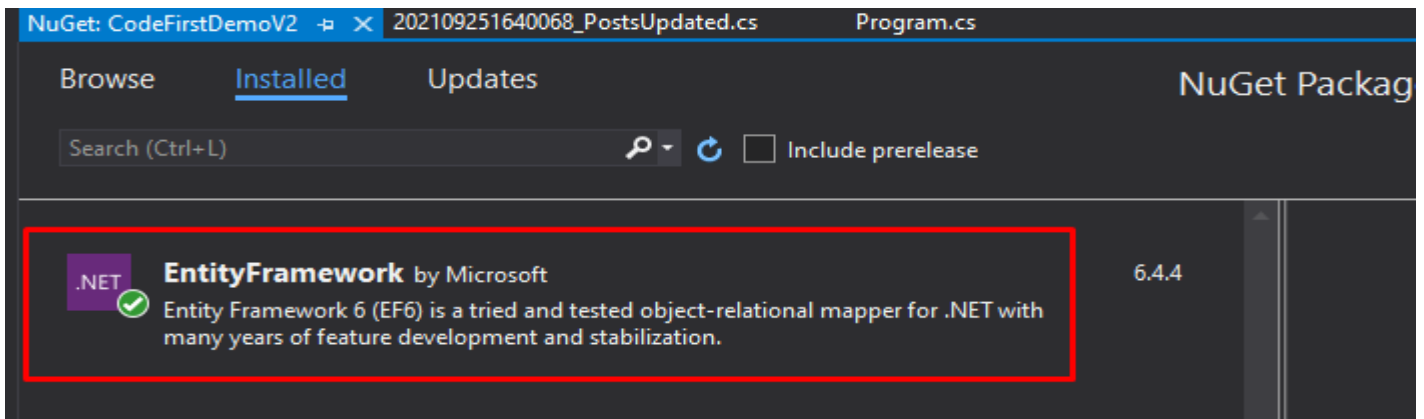 NuGet: CodeFirstDemoV2 202109251640068_PostsUpdated.cs Program.cs
Browse Installed Updates NuGet Packag
Search (Ctrl+L) Include prerelease
.NET EntityFramework by Microsoft 6.4.4
Entity Framework 6 (EF6) is a tried and tested object-relational mapper for .NET with
many years of feature development and stabilization.